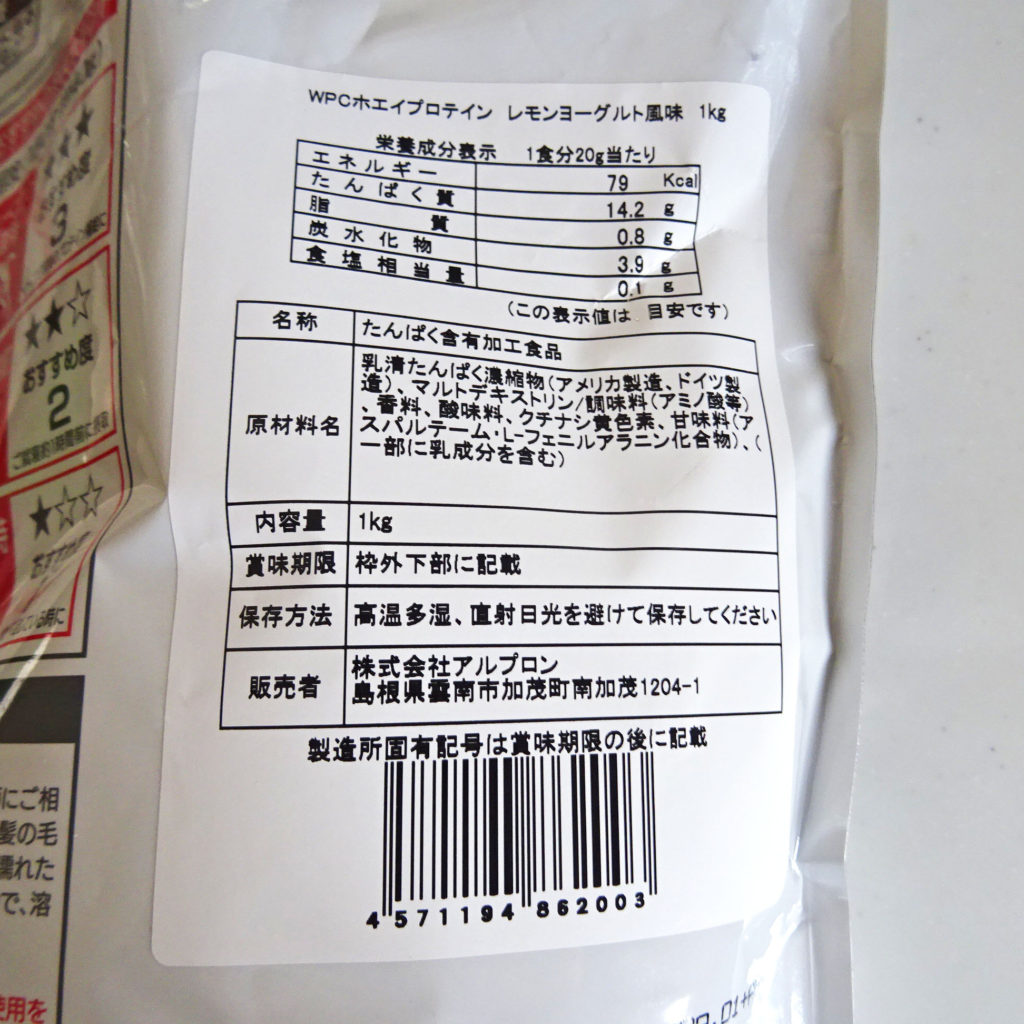 WPCホエイプロテイン レモンヨーグルト風味 1kg
栄養成分表示 1食分20g当たり
エネルギー 79 Kcal
たんぱく質 14.2 g
脂質 0.8 g
炭水化物 3.9 g
食塩相当量 0.1 g
(この表示値は、目安です)
名称 たんぱく含有加工食品
原材料名 乳清たんぱく濃縮物(アメリカ製造、ドイツ製
造)、マルトデキストリン/調味料(アミノ酸等)
、香料、酸味料、クチナシ黄色素、甘味料(ア
スパルテーム・L-フェニルアラニン化合物)、(
一部に乳成分を含む)
内容量 1kg
賞味期限 枠外下部に記載
保存方法 高温多湿、直射日光を避けて保存してください
販売者 株式会社アルプロン
島根県雲南市加茂町南加茂1204-1
製造所固有記号は賞味期限の後に記載
4 571194 862003
3
★★☆
おすすめ度
2
★☆☆
にご相
髪の毛
濡れた
で、溶
使用を